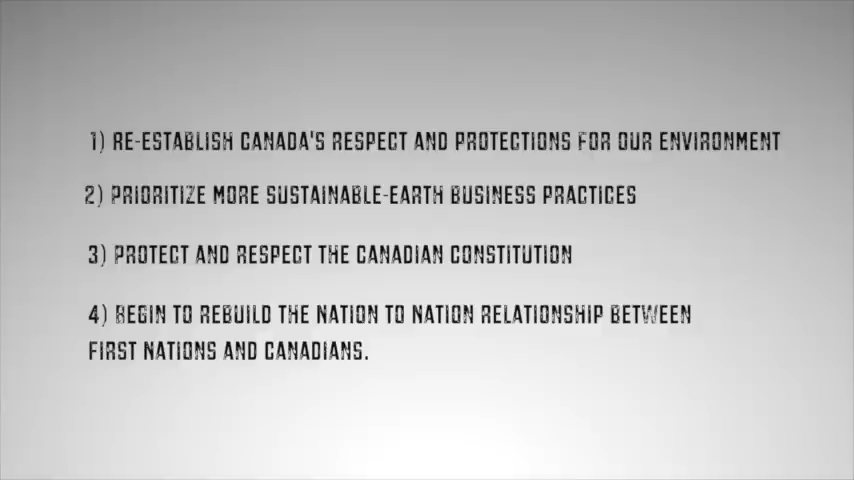 1) RE-ESTABLISH CANADA'S RESPECT AND PROTECTIONS FOR OUR ENVIRONMENT
2) PRIORITIZE MORE SUSTAINABLE-EARTH BUSINESS PRACTICES
3) PROTECT AND RESPECT THE CANADIAN CONSTITUTION
4) BEGIN TO REBUILD THE NATION TO NATION RELATIONSHIP BETWEEN
FIRST NATIONS AND CANADIANS.